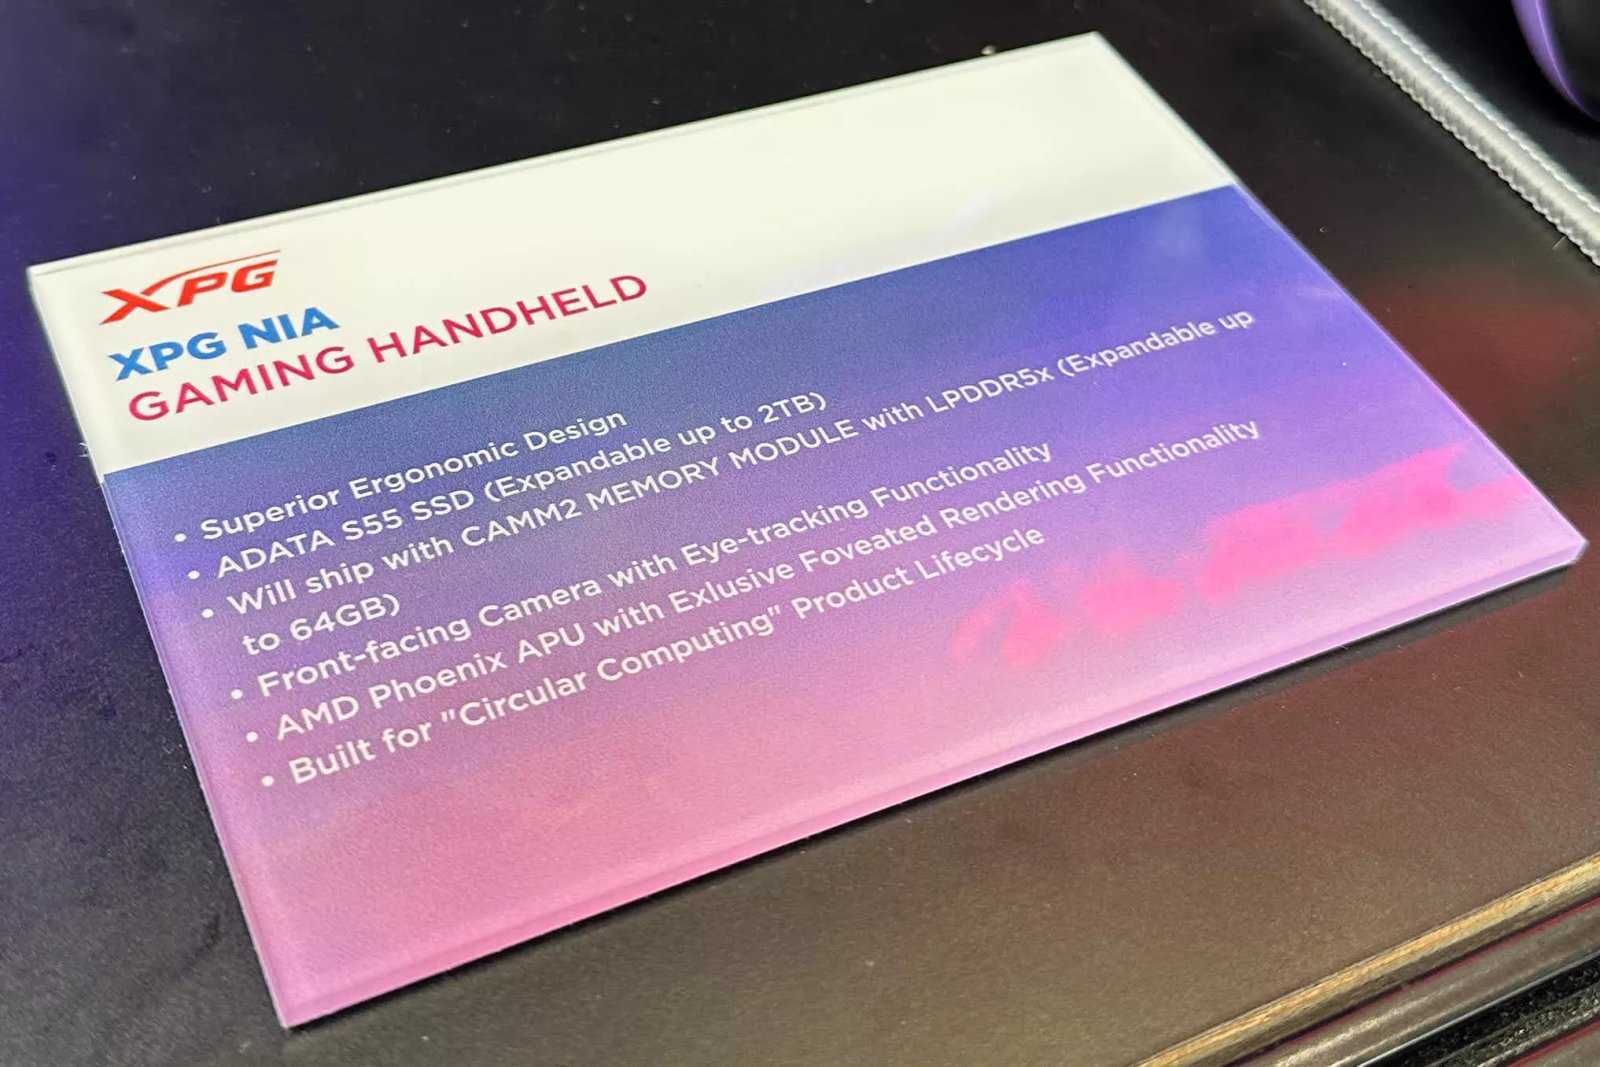 XPG
XPG NIA
GAMING HANDHELD
• Superior Ergonomic Design
• ADATA S55 SSD (Expandable up to 2TB)
• Will ship with CAMM2 MEMORY MODULE with LPDDR5x (Expandable up
to 64GB)
• Front-facing Camera with Eye-tracking Functionality
• AMD Phoenix APU with Exlusive Foveated Rendering Functionality
• Built for "Circular Computing" Product Lifecycle